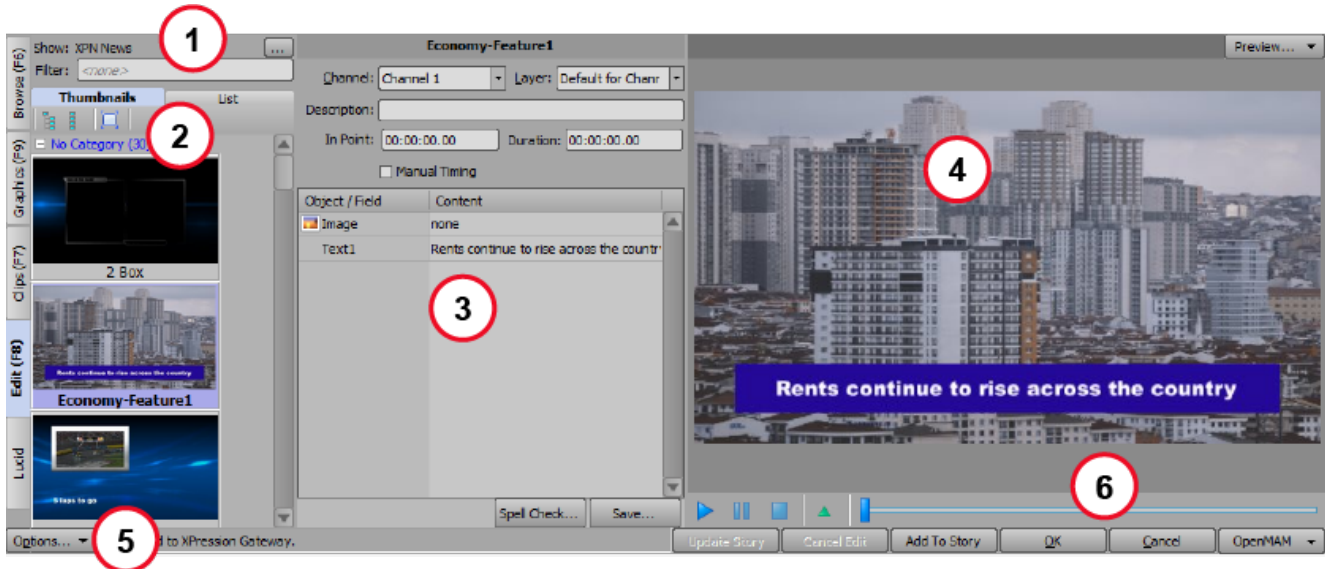 1
Show: XPN News
...
Preview... 
Filter: <none>
Thumbnails List
2
No Category (30)
2 Box
Rents continue to rise across the country
Economy-Feature1
5 laps to go
Browse (F6)
Graphics (F9)
Clips (F7)
Edit (F8)
Lucid
Economy-Feature1
Channel: Channel 1 Layer: Default for Chanr
Description:
In Point: 00:00:00.00 Duration: 00:00:00.00
Manual Timing
Object / Field Content
Image none
Text1 Rents continue to rise across the countr
3
Spell Check... Save...
4
Rents continue to rise across the country
6
Options... 5 d to XPression Gateway.
Update Story Cancel Edit Add To Story OK Cancel OpenMAM